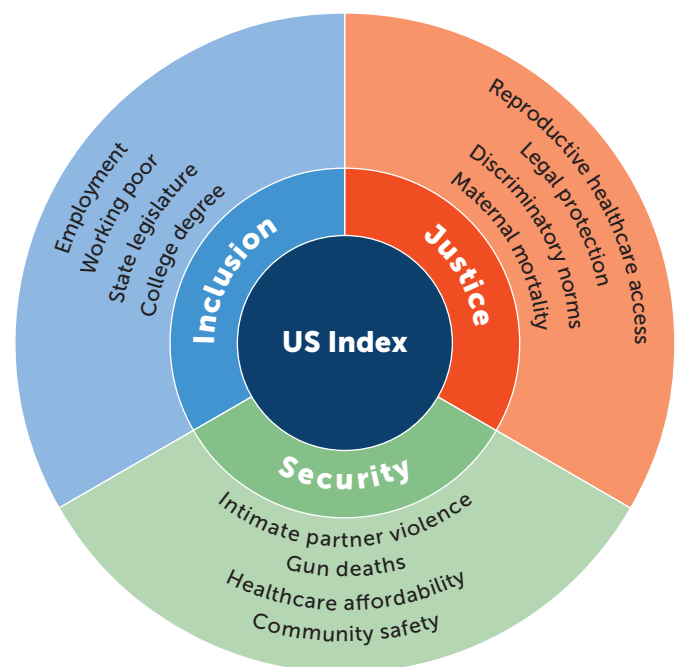 Employment
Working poor
State legislature
College degree
Inclusion
Reproductive healthcare access
Legal protection
Discriminatory norms
Maternal mortality
Justice
US Index
Security
Intimate partner violence
Gun deaths
Healthcare affordability
Community safety